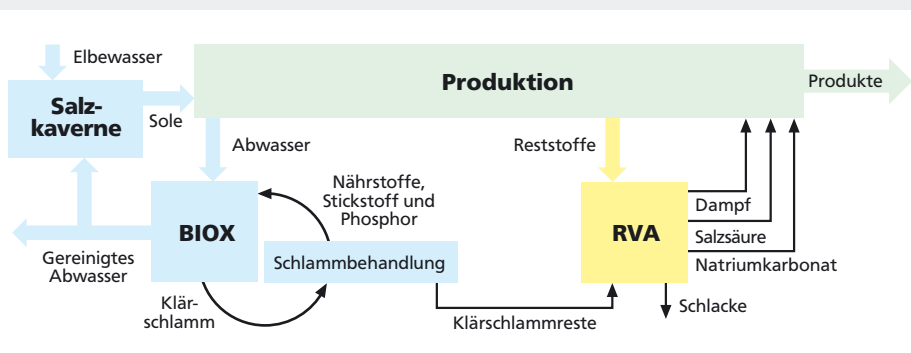 Elbewasser
Salz-
kaverne
Sole
Produktion
Produkte
Abwasser
Reststoffe
Nährstoffe,
Stickstoff und
Phosphor
BIOX
Schlammbehandlung
RVA
Dampf
Salzsäure
Natriumkarbonat
Gereinigtes
Abwasser
Klär-
schlamm
Klärschlammreste
Schlacke